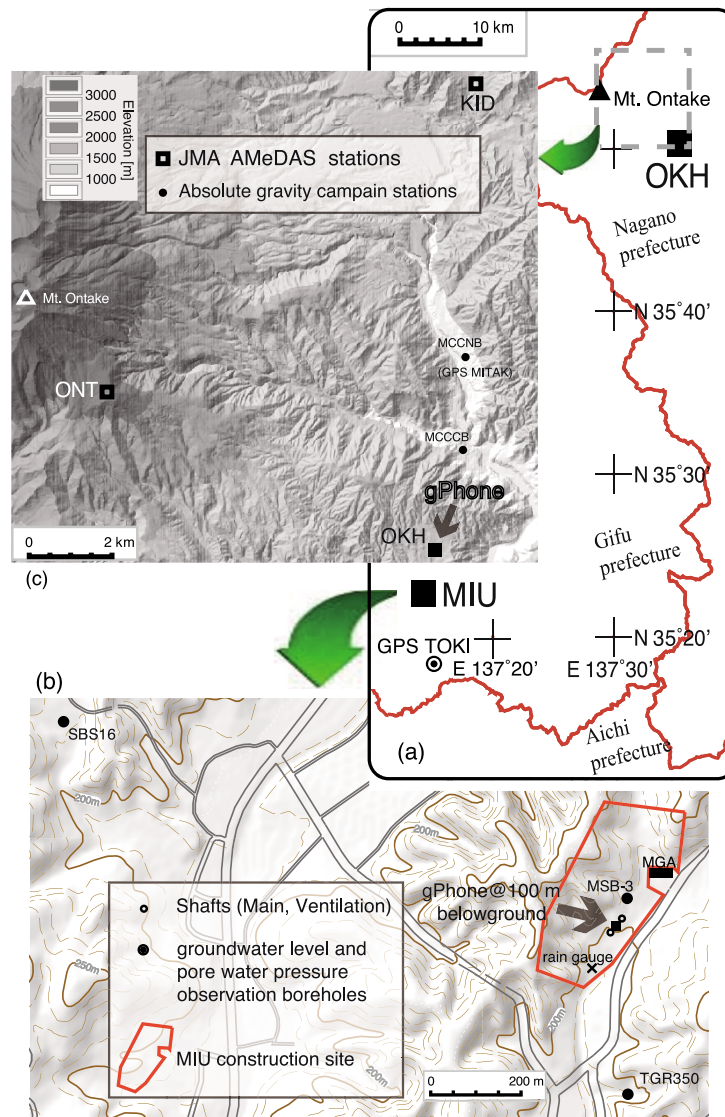 0 10 km
Mt. Ontake
OKH
Nagano
prefecture
N 35˚40’
N 35˚30’
Gifu
prefecture
MIU
N 35˚20’
GPS TOKI
E 137˚20’ E 137˚30’
Aichi
prefecture
(a)
3000
2500
2000
1500
1000
Elevation [m]
KID
JMA AMeDAS stations
Absolute gravity campain stations
Mt. Ontake
MCCNB
(GPS MITAK)
ONT
MCCCB
gPhone
OKH
0 2 km
(c)
(b)
SBS16
200m
200m
MGA
gPhone@100 m
belowground
MSB-3
rain gauge
Shafts (Main, Ventilation)
groundwater level and
pore water pressure
observation boreholes
MIU construction site
250m
200m
TGR350
0 200 m